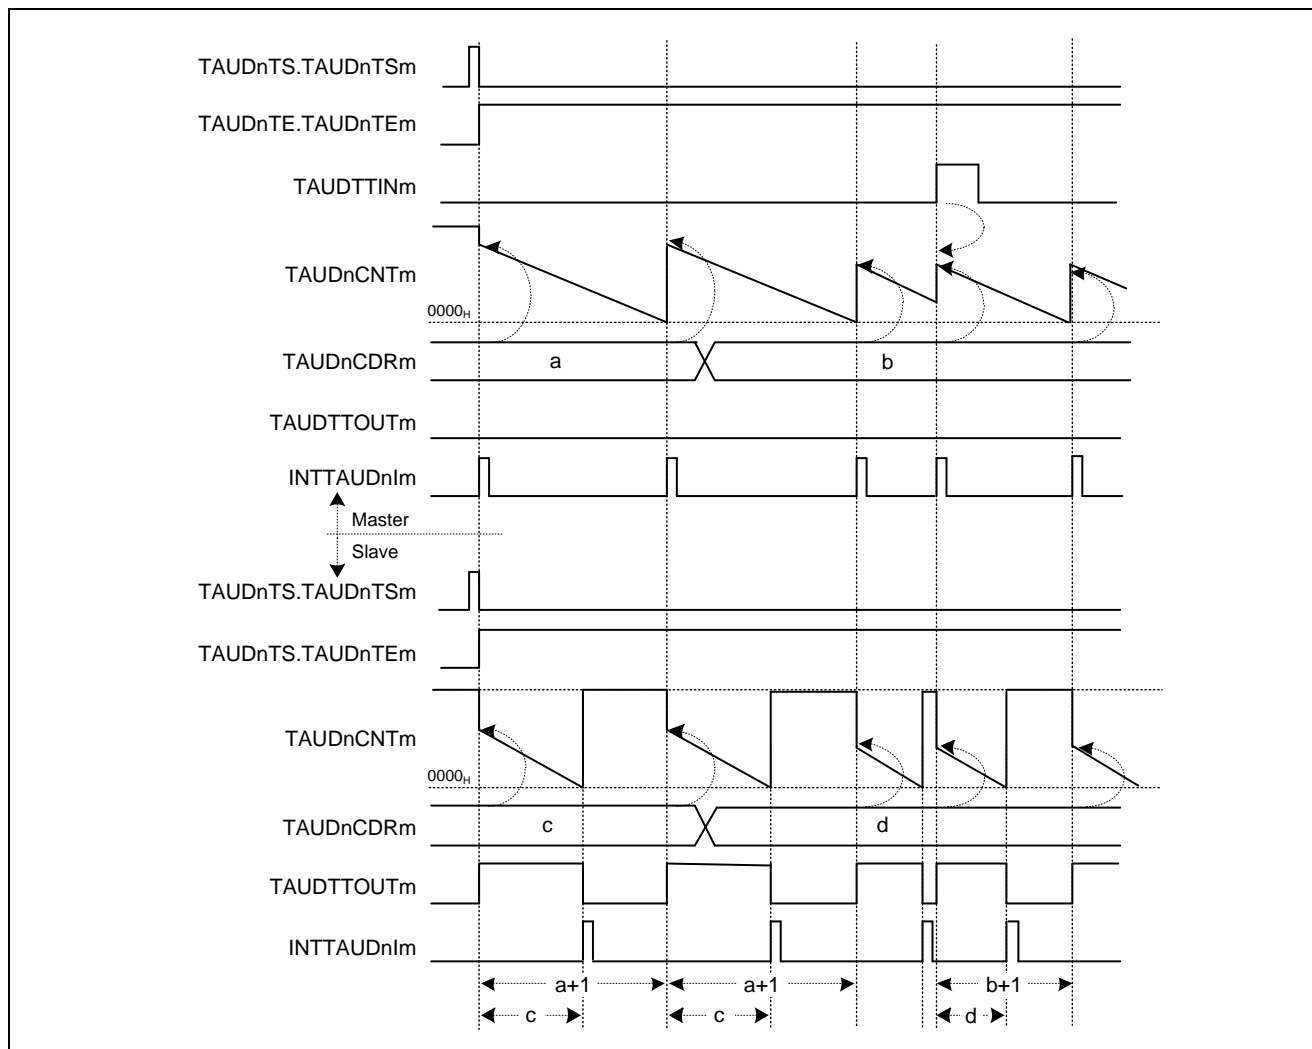 TAUDnTS.TAUDnTSm
TAUDnTE.TAUDnTEm
TAUDTTINm
TAUDnCNTm
0000H
TAUDnCDRm
a
b
TAUDTTOUTm
INTTAUDnIm
Master
Slave
TAUDnTS.TAUDnTSm
TAUDnTS.TAUDnTEm
TAUDnCNTm
0000H
TAUDnCDRm
c
d
TAUDTTOUTm
INTTAUDnIm
a+1
a+1
b+1
c
c
d